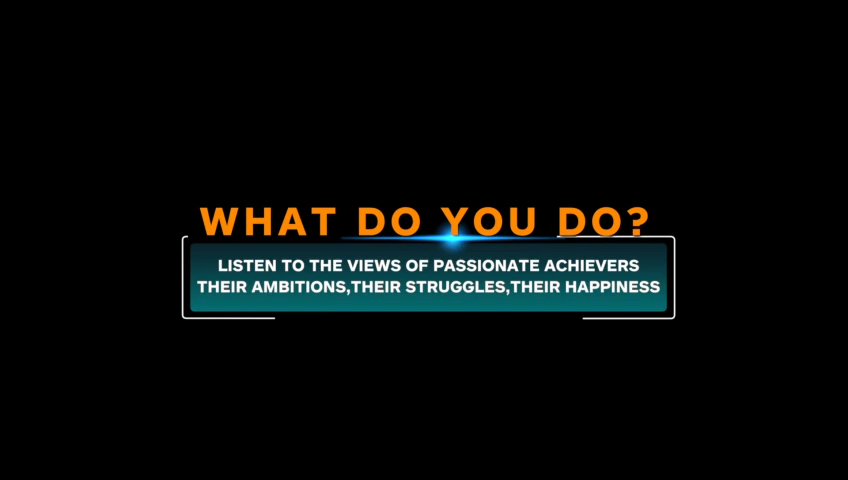 WHAT DO YOU DO?
LISTEN TO THE VIEWS OF PASSIONATE ACHIEVERS
THEIR AMBITIONS,THEIR STRUGGLES,THEIR HAPPINESS